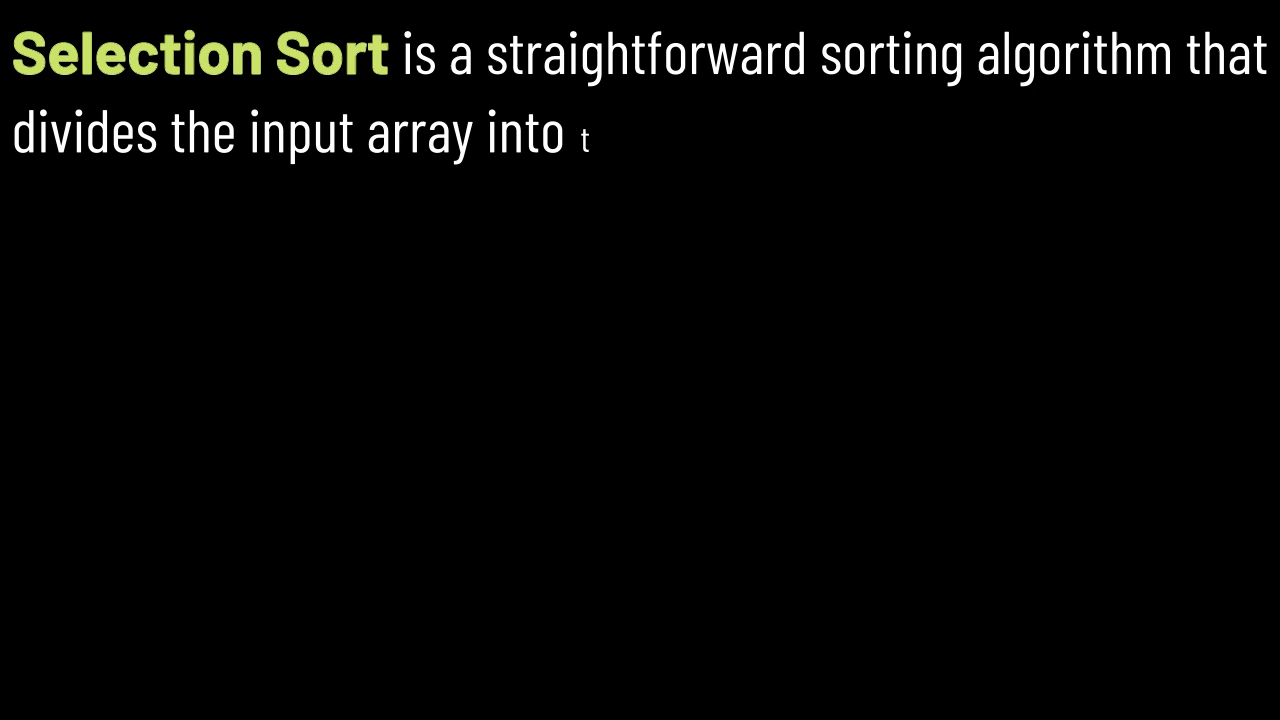 Selection Sort is a straightforward sorting algorithm that
divides the input array into t